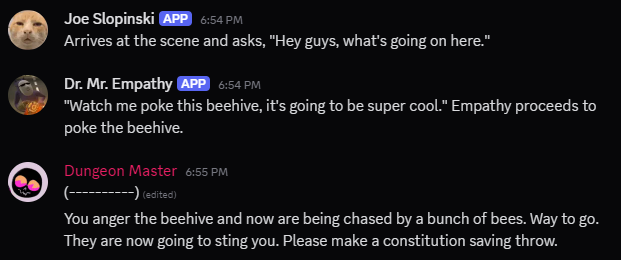 Joe Slopinski APP 6:54 PM
Arrives at the scene and asks, "Hey guys, what's going on here."
Dr. Mr. Empathy APP 6:54 PM
"Watch me poke this beehive, it's going to be super cool." Empathy proceeds to
poke the beehive.
Dungeon Master 6:55 PM
(----------) (edited)
You anger the beehive and now are being chased by a bunch of bees. Way to go.
They are now going to sting you. Please make a constitution saving throw.